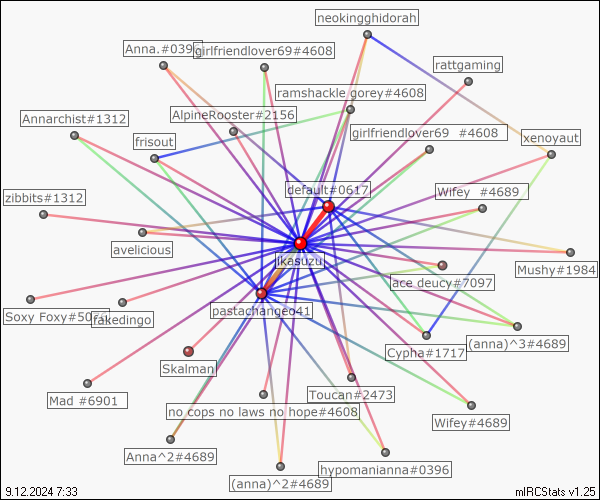 neokingghidorah
Anna.#0396
girlfriendlover69#4608
rattgaming
ramshackle gorey#4608
Annarchist#1312
AlpineRooster#2156
frisout
girlfriendlover69 #4608
xenoyaut
default#0617
zibbits#1312
Wifey #4689
avelicious
ikasuzu
Mushy#1984
ace deucy#7097
Soxy Foxy#50
fakedingo
pastachangeo41
Cypha#1717
(anna)^3#4689
Skalman
Mad #6901
Toucan#2473
no cops no laws no hope#4608
Wifey#4689
Anna^2#4689
hypomanianna#0396
(anna)^2#4689
9.12.2024 7:33
mIRCStats v1.25